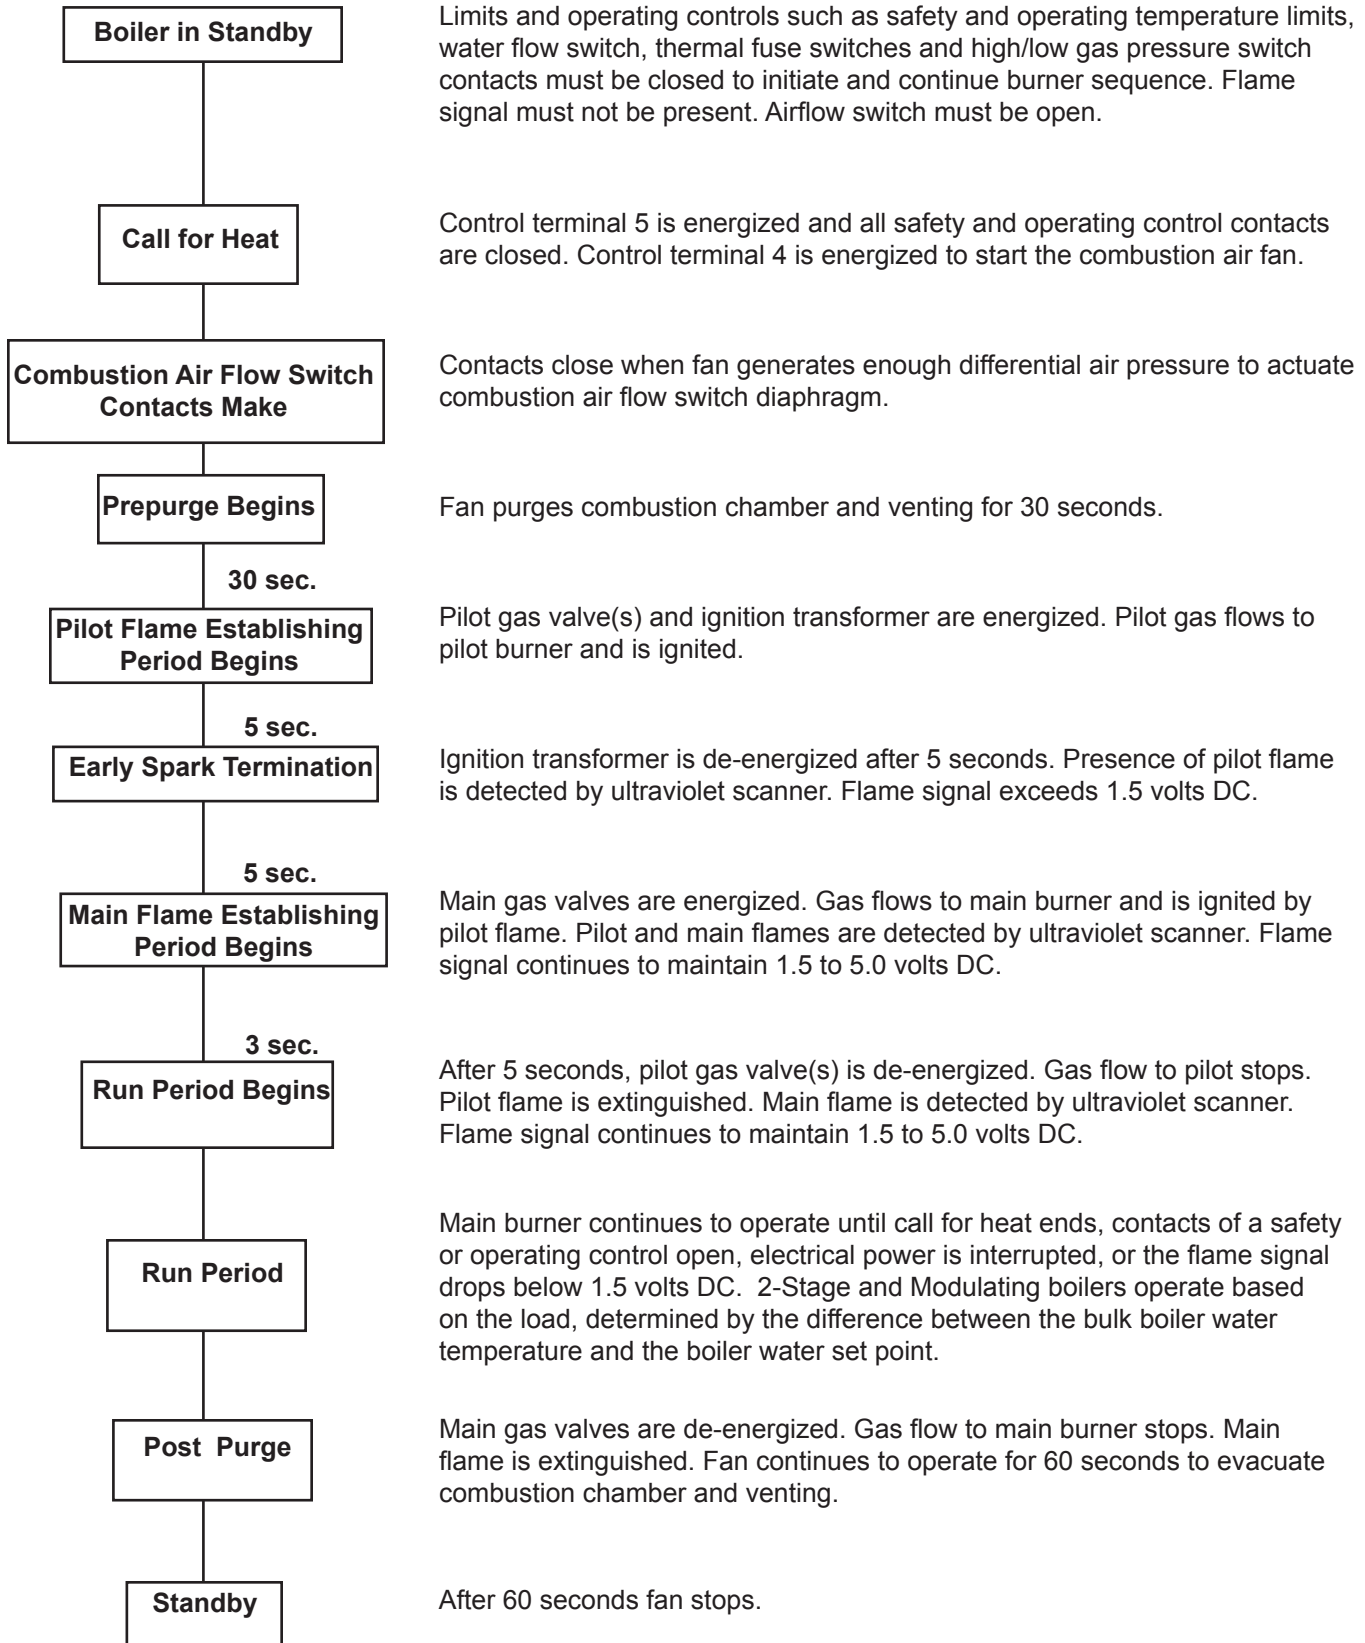 Boiler in Standby
Limits and operating controls such as safety and operating temperature limits,
water flow switch, thermal fuse switches and high/low gas pressure switch
contacts must be closed to initiate and continue burner sequence. Flame
signal must not be present. Airflow switch must be open.
Call for Heat
Control terminal 5 is energized and all safety and operating control contacts
are closed. Control terminal 4 is energized to start the combustion air fan.
Combustion Air Flow Switch
Contacts Make
Contacts close when fan generates enough differential air pressure to actuate
combustion air flow switch diaphragm.
Prepurge Begins
Fan purges combustion chamber and venting for 30 seconds.
30 sec.
Pilot Flame Establishing
Period Begins
Pilot gas valve(s) and ignition transformer are energized. Pilot gas flows to
pilot burner and is ignited.
5 sec.
Early Spark Termination
Ignition transformer is de-energized after 5 seconds. Presence of pilot flame
is detected by ultraviolet scanner. Flame signal exceeds 1.5 volts DC.
5 sec.
Main Flame Establishing
Period Begins
Main gas valves are energized. Gas flows to main burner and is ignited by
pilot flame. Pilot and main flames are detected by ultraviolet scanner. Flame
signal continues to maintain 1.5 to 5.0 volts DC.
3 sec.
Run Period Begins
After 5 seconds, pilot gas valve(s) is de-energized. Gas flow to pilot stops.
Pilot flame is extinguished. Main flame is detected by ultraviolet scanner.
Flame signal continues to maintain 1.5 to 5.0 volts DC.
Run Period
Main burner continues to operate until call for heat ends, contacts of a safety
or operating control open, electrical power is interrupted, or the flame signal
drops below 1.5 volts DC.  2-Stage and Modulating boilers operate based
on the load, determined by the difference between the bulk boiler water
temperature and the boiler water set point.
Post  Purge
Main gas valves are de-energized. Gas flow to main burner stops. Main
flame is extinguished. Fan continues to operate for 60 seconds to evacuate
combustion chamber and venting.
Standby
After 60 seconds fan stops.